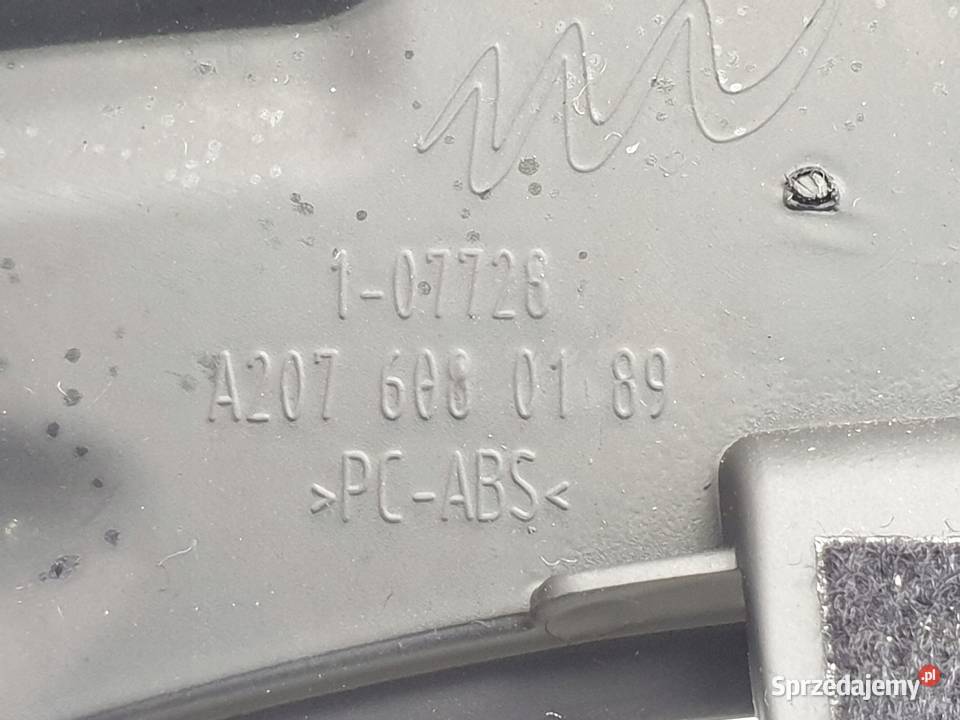 1-07728
A207 608 01 89
>PC-ABS<
Sprzedajemy.pl